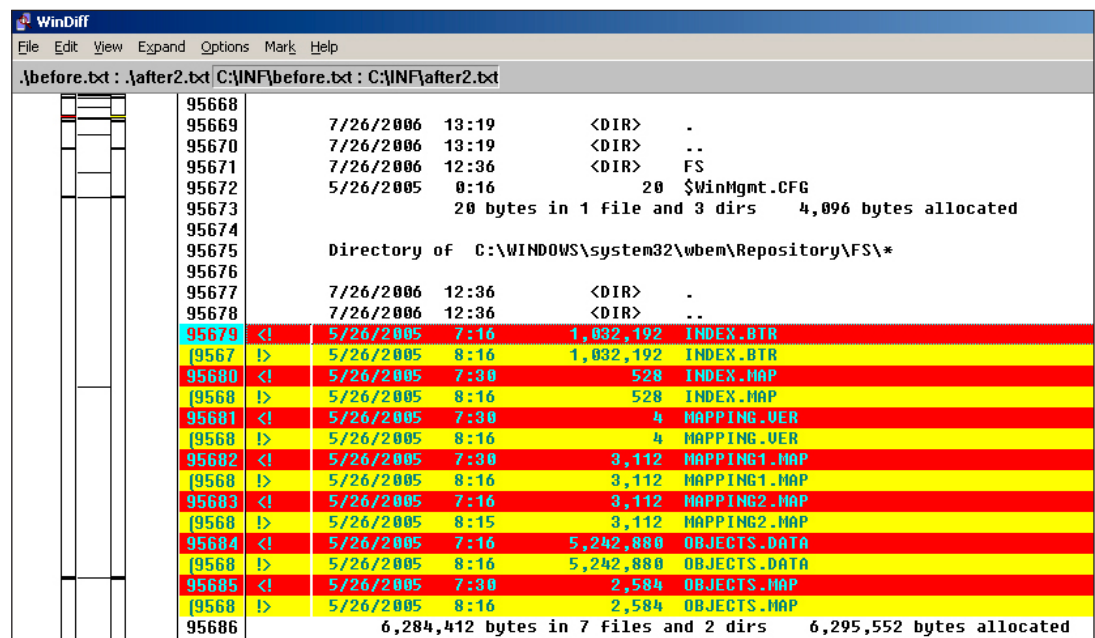 WinDiff
File Edit View Expand Options Mark Help
.\before.txt : .\after2.txt C:\INF\before.txt : C:\INF\after2.txt
95668
95669 7/26/2006 13:19 <DIR> .
95670 7/26/2006 13:19 <DIR> ..
95671 7/26/2006 12:36 <DIR> FS
95672 5/26/2005 0:16 20 $WinMgmt.CFG
95673 20 bytes in 1 file and 3 dirs 4,096 bytes allocated
95674
95675 Directory of C:\WINDOWS\system32\wbem\Repository\FS\*
95676
95677 7/26/2006 12:36 <DIR> .
95678 7/26/2006 12:36 <DIR> ..
95679 <! 5/26/2005 7:16 1,032,192 INDEX.BTR
(9567 !> 5/26/2005 8:16 1,032,192 INDEX.BTR
95680 <! 5/26/2005 7:30 528 INDEX.MAP
(9568 !> 5/26/2005 8:16 528 INDEX.MAP
95681 <! 5/26/2005 7:30 4 MAPPING.VER
(9568 !> 5/26/2005 8:16 4 MAPPING.VER
95682 <! 5/26/2005 7:30 3,112 MAPPING1.MAP
(9568 !> 5/26/2005 8:16 3,112 MAPPING1.MAP
95683 <! 5/26/2005 7:16 3,112 MAPPING2.MAP
(9568 !> 5/26/2005 8:15 3,112 MAPPING2.MAP
95684 <! 5/26/2005 7:16 5,242,880 OBJECTS.DATA
(9568 !> 5/26/2005 8:16 5,242,880 OBJECTS.DATA
95685 <! 5/26/2005 7:30 2,584 OBJECTS.MAP
(9568 !> 5/26/2005 8:16 2,584 OBJECTS.MAP
95686 6,284,412 bytes in 7 files and 2 dirs 6,295,552 bytes allocated